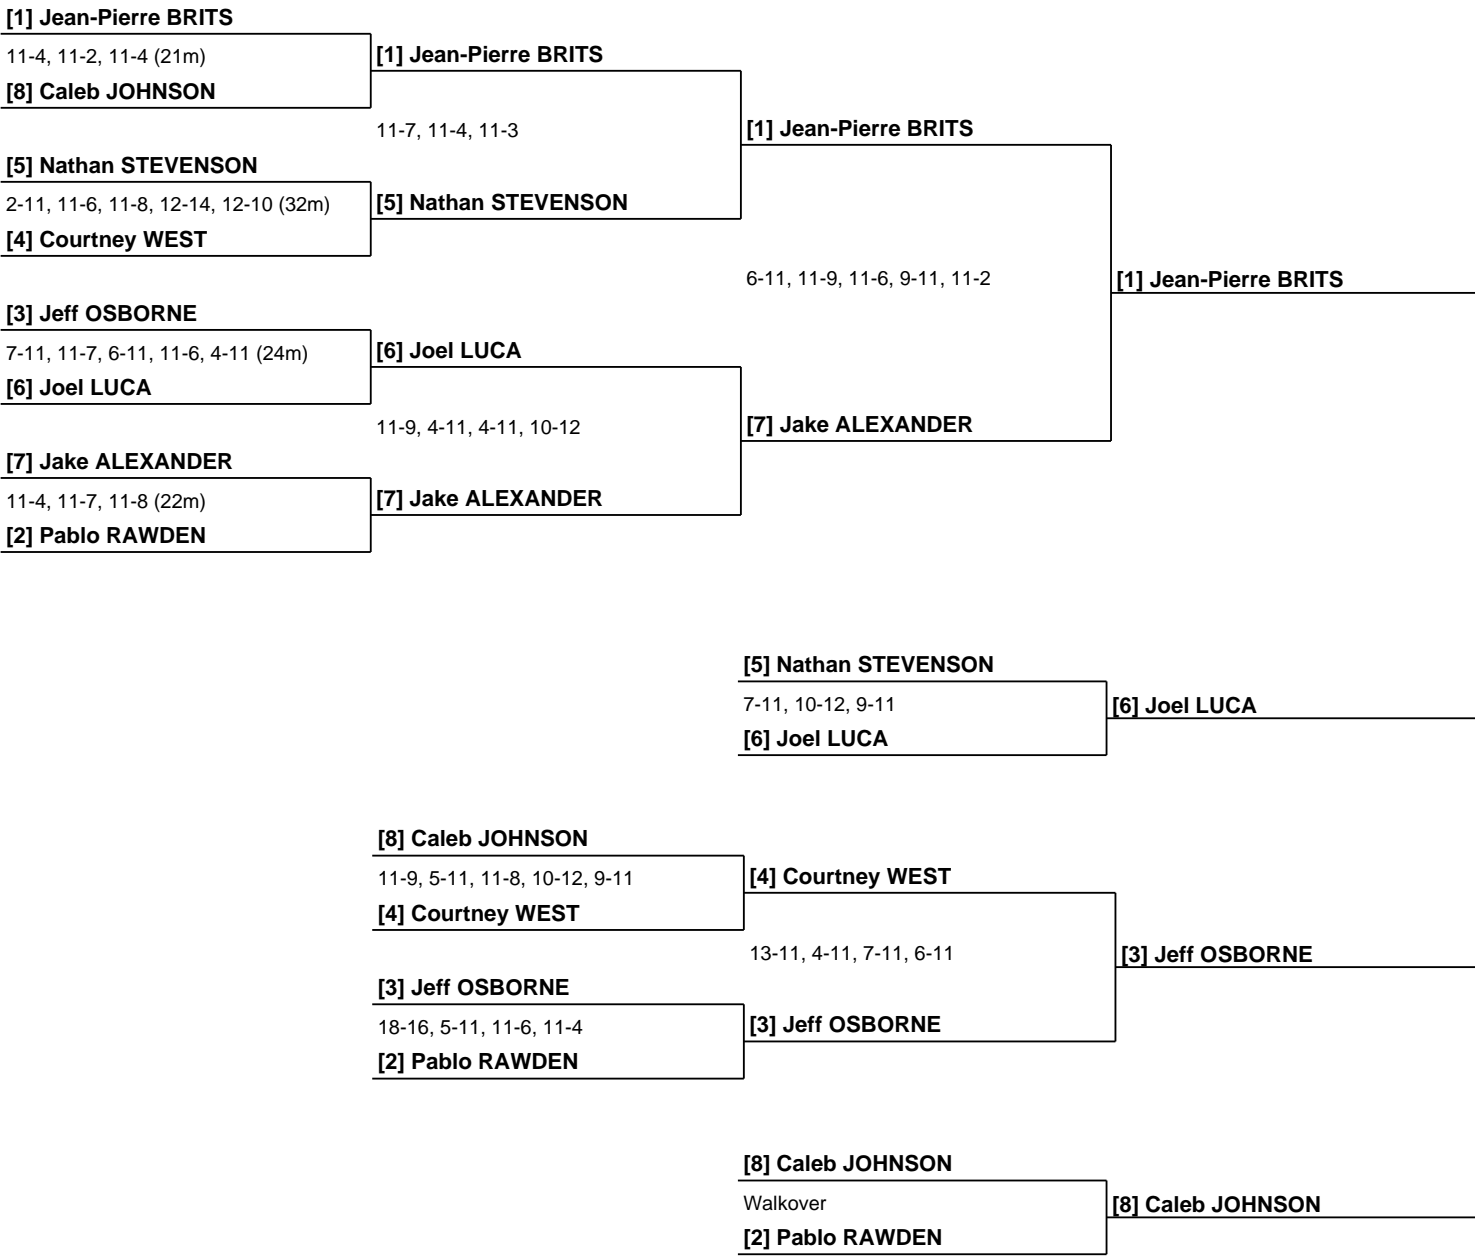 [1] Jean-Pierre BRITS
11-4, 11-2, 11-4 (21m)
[1] Jean-Pierre BRITS
[8] Caleb JOHNSON
11-7, 11-4, 11-3
[1] Jean-Pierre BRITS
[5] Nathan STEVENSON
2-11, 11-6, 11-8, 12-14, 12-10 (32m)
[5] Nathan STEVENSON
[4] Courtney WEST
6-11, 11-9, 11-6, 9-11, 11-2
[1] Jean-Pierre BRITS
[3] Jeff OSBORNE
7-11, 11-7, 6-11, 11-6, 4-11 (24m)
[6] Joel LUCA
[6] Joel LUCA
11-9, 4-11, 4-11, 10-12
[7] Jake ALEXANDER
[7] Jake ALEXANDER
11-4, 11-7, 11-8 (22m)
[7] Jake ALEXANDER
[2] Pablo RAWDEN
[5] Nathan STEVENSON
7-11, 10-12, 9-11
[6] Joel LUCA
[6] Joel LUCA
[8] Caleb JOHNSON
11-9, 5-11, 11-8, 10-12, 9-11
[4] Courtney WEST
[4] Courtney WEST
13-11, 4-11, 7-11, 6-11
[3] Jeff OSBORNE
[3] Jeff OSBORNE
18-16, 5-11, 11-6, 11-4
[3] Jeff OSBORNE
[2] Pablo RAWDEN
[8] Caleb JOHNSON
Walkover
[8] Caleb JOHNSON
[2] Pablo RAWDEN